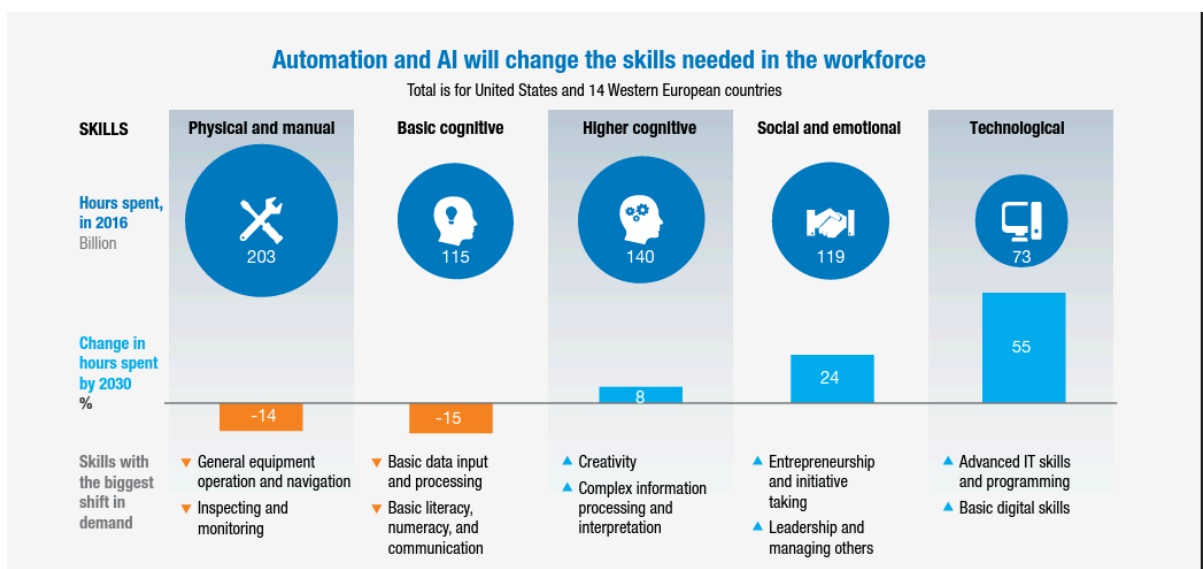 Automation and AI will change the skills needed in the workforce
Total is for United States and 14 Western European countries
SKILLS
Physical and manual
Basic cognitive
Higher cognitive
Social and emotional
Technological
Hours spent,
in 2016
Billion
203
115
140
119
73
Change in
hours spent
by 2030
%
-14
-15
8
24
55
Skills with
the biggest
shift in
demand
General equipment
operation and navigation
Inspecting and
monitoring
Basic data input
and processing
Basic literacy,
numeracy, and
communication
Creativity
Complex information
processing and
interpretation
Entrepreneurship
and initiative
taking
Leadership and
managing others
Advanced IT skills
and programming
Basic digital skills